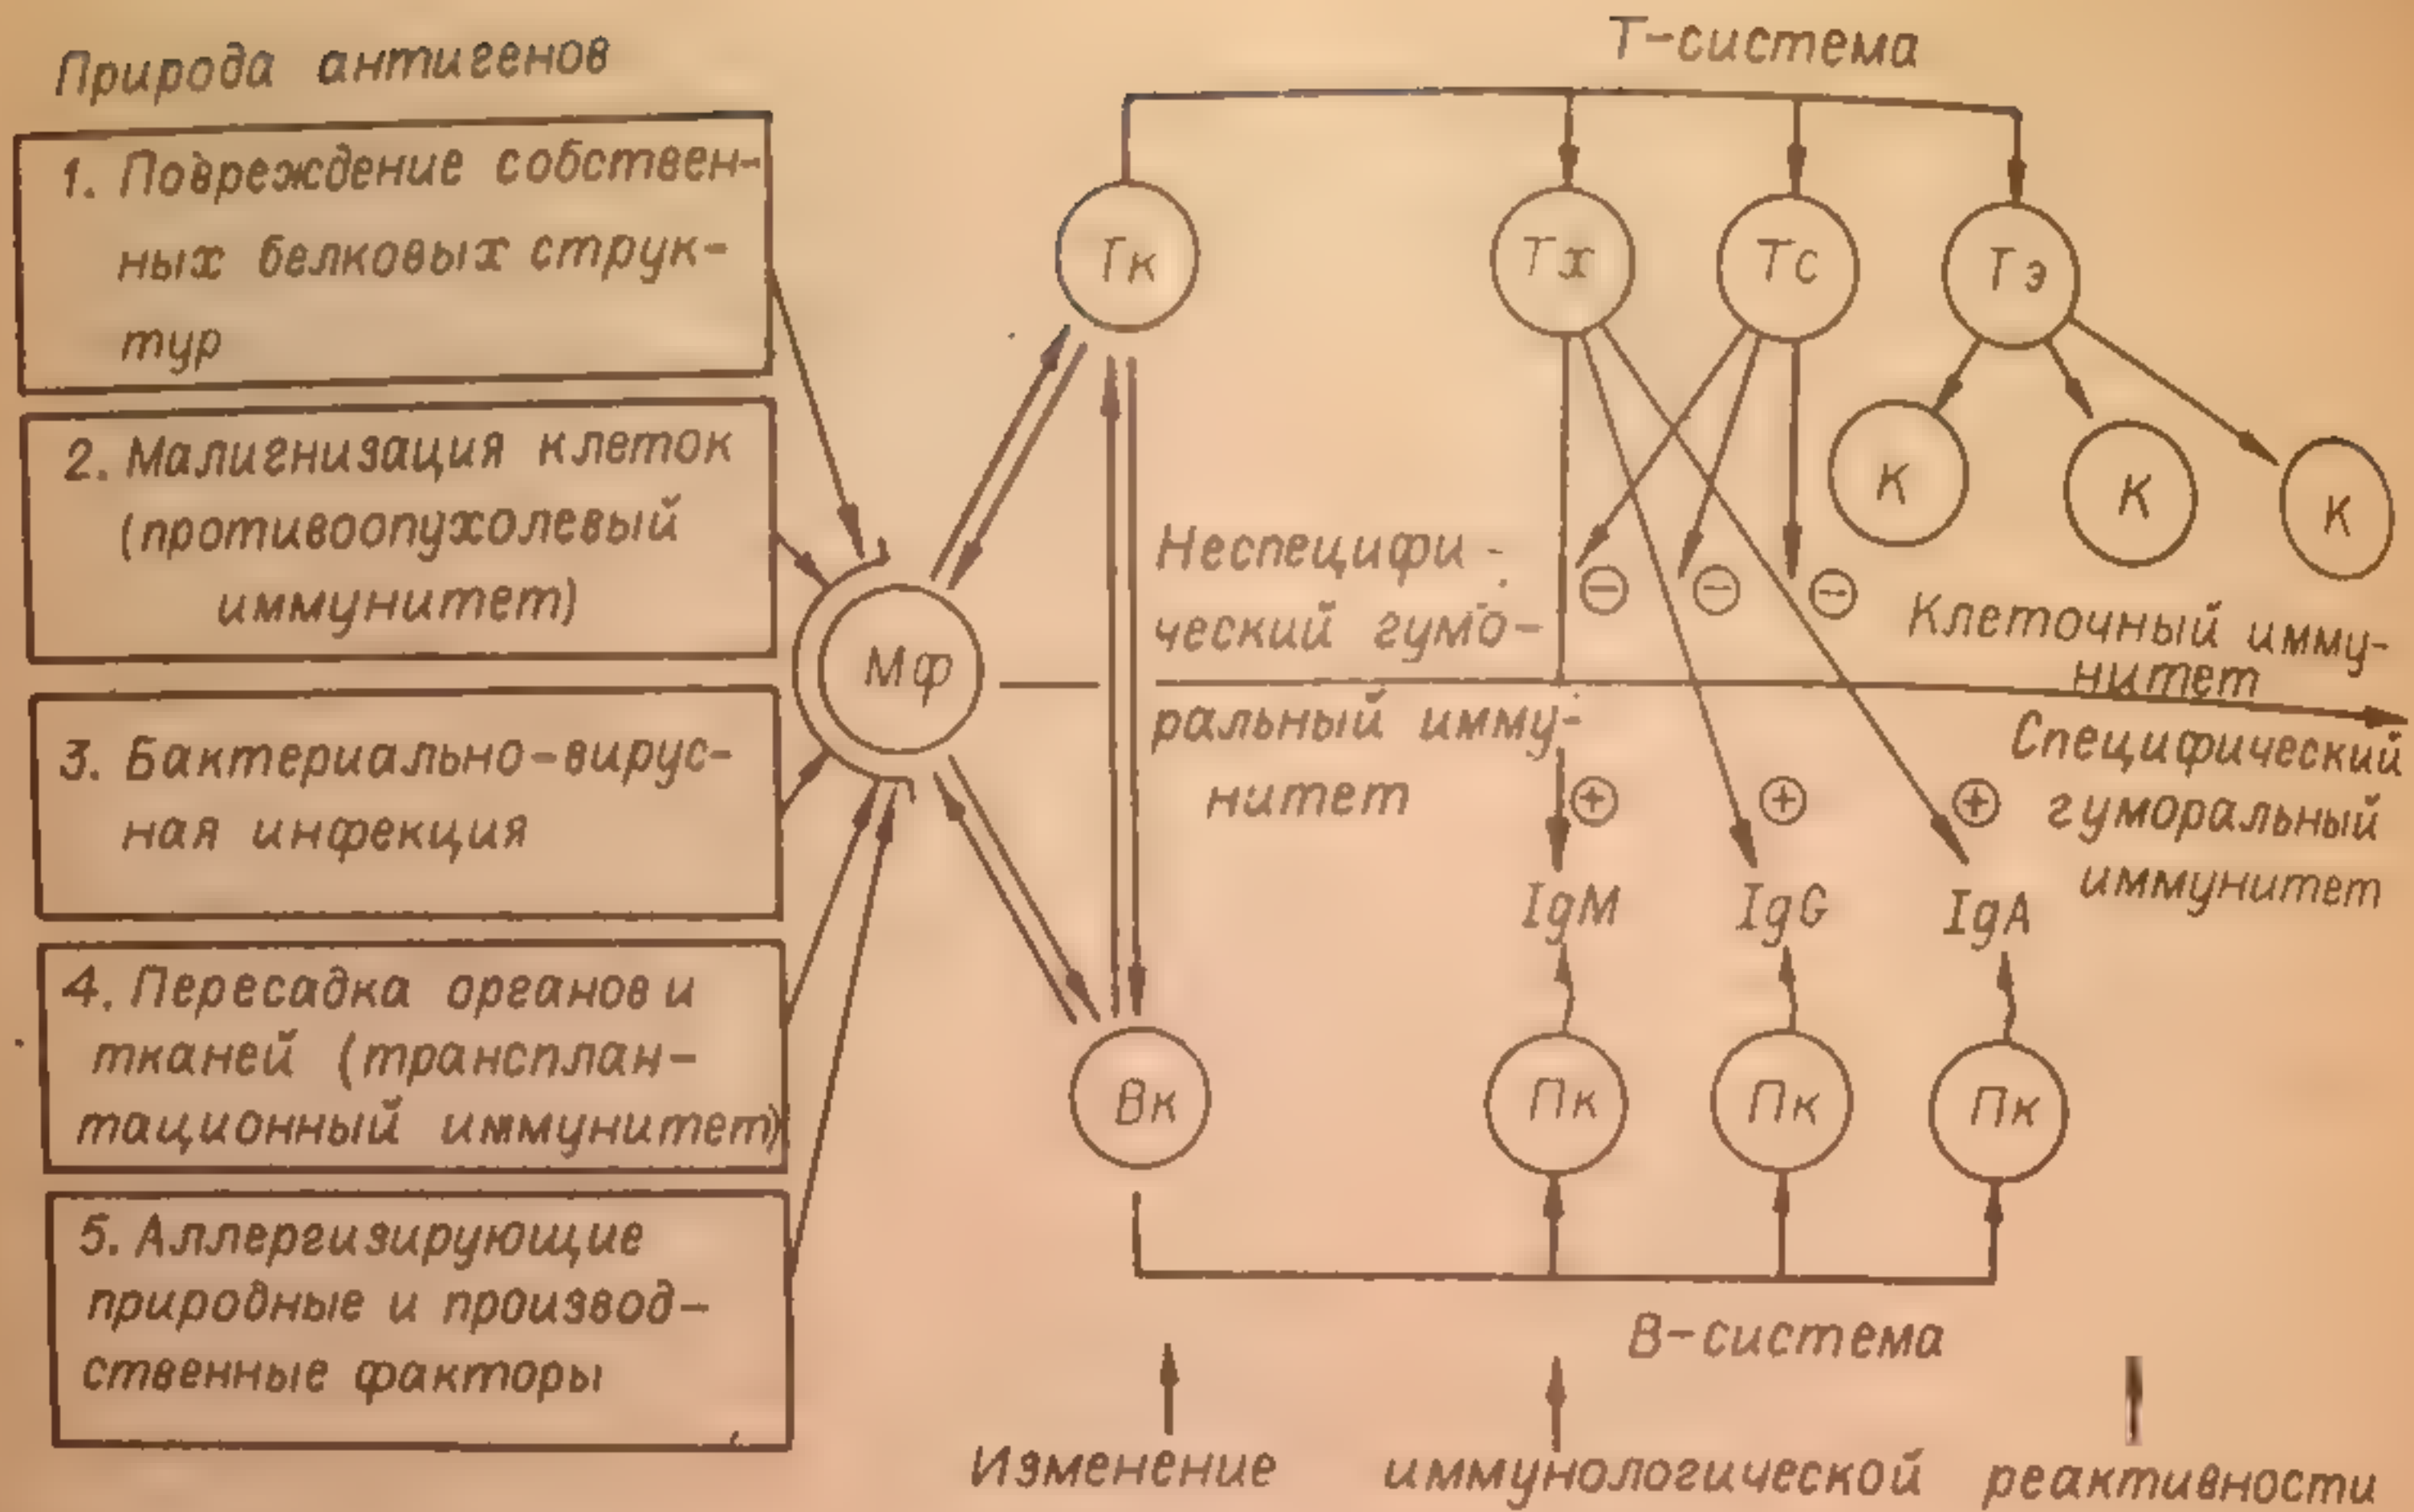 Природа антигенов
1. Повреждение собствен-
ных белковых струк-
тур
2. Малигнизация клеток
(противоопухолевый
иммунитет)
3. Бактериально-вирус-
ная инфекция
4. Пересадка органов и
тканей (трансплан-
тационный иммунитет)
5. Аллергизирующие
природные и производ-
ственные факторы
Мф
Т-система
Тк
Тх
Тс
Тэ
К
К
К
Неспецифи-
ческий гумо-
ральный имму-
нитет
⊖ ⊖ ⊖
Клеточный имму-
нитет
Специфический
гуморальный
иммунитет
⊕ ⊕ ⊕
IgM
IgG
IgA
Вк
Пк
Пк
Пк
В-система
Изменение иммунологической реактивности